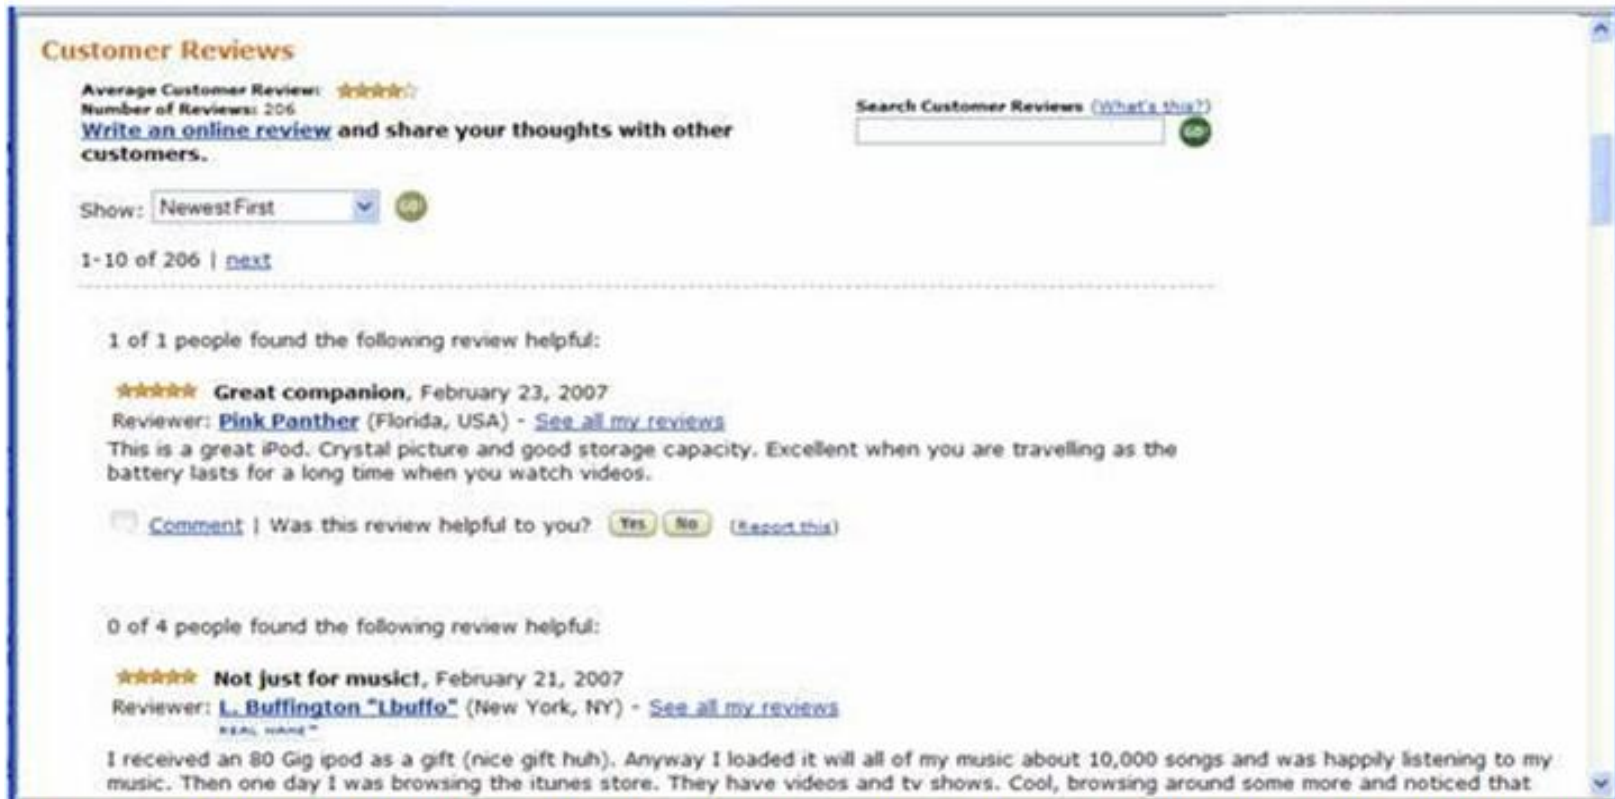 Customer Reviews
Average Customer Review:
Number of Reviews: 206
Write an online review and share your thoughts with other
customers.
Search Customer Reviews (What's this?)
GO!
Show: Newest First GO!
1-10 of 206 | next
1 of 1 people found the following review helpful:
Great companion, February 23, 2007
Reviewer: Pink Panther (Florida, USA) - See all my reviews
This is a great iPod. Crystal picture and good storage capacity. Excellent when you are travelling as the
battery lasts for a long time when you watch videos.
Comment | Was this review helpful to you? Yes No (Report this)
0 of 4 people found the following review helpful:
Not just for music!, February 21, 2007
Reviewer: L. Buffington "Lbuffo" (New York, NY) - See all my reviews
REAL NAME™
I received an 80 Gig ipod as a gift (nice gift huh). Anyway I loaded it will all of my music about 10,000 songs and was happily listening to my
music. Then one day I was browsing the itunes store. They have videos and tv shows. Cool, browsing around some more and noticed that